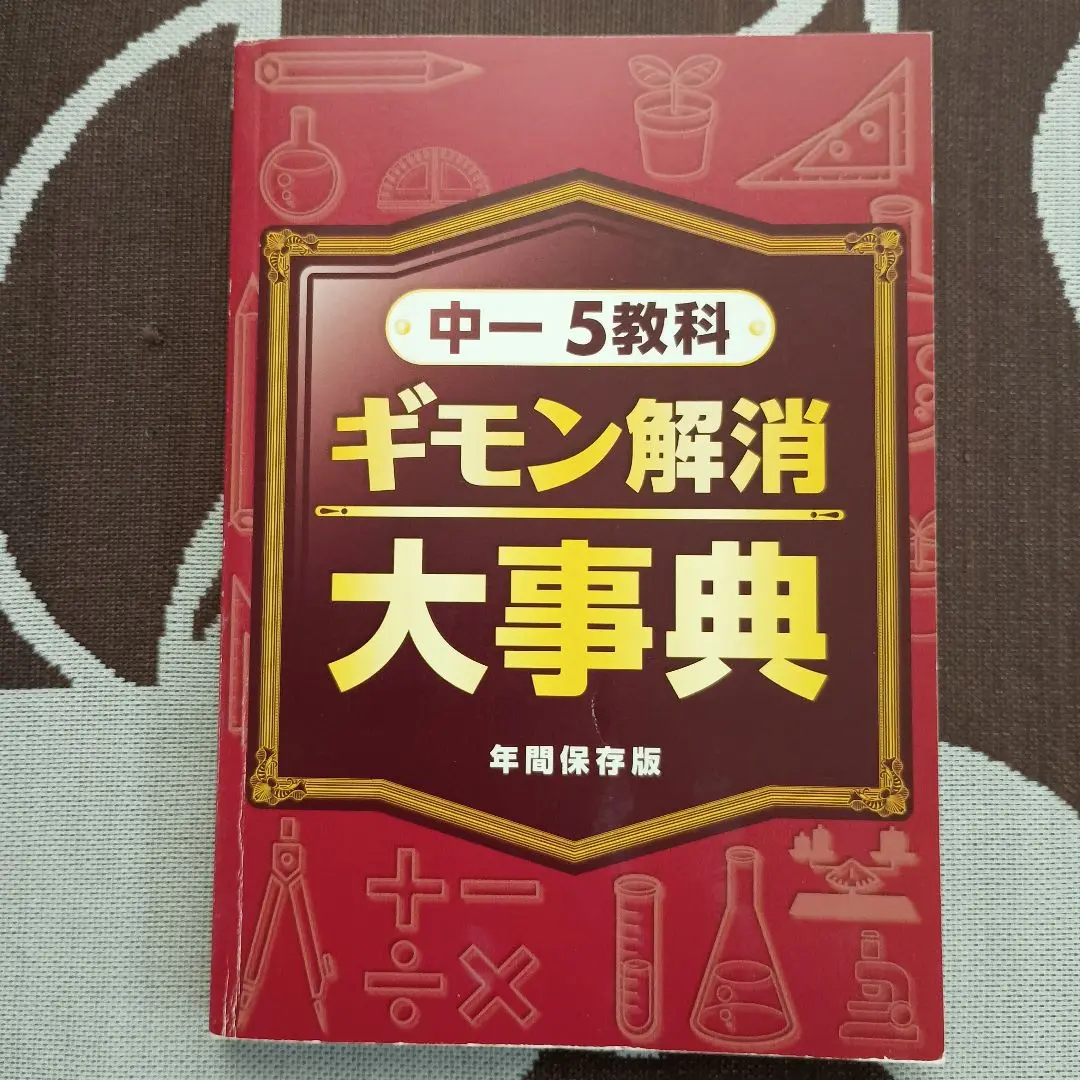 中一 5教科
ギモン解消
大事典
年間保存版